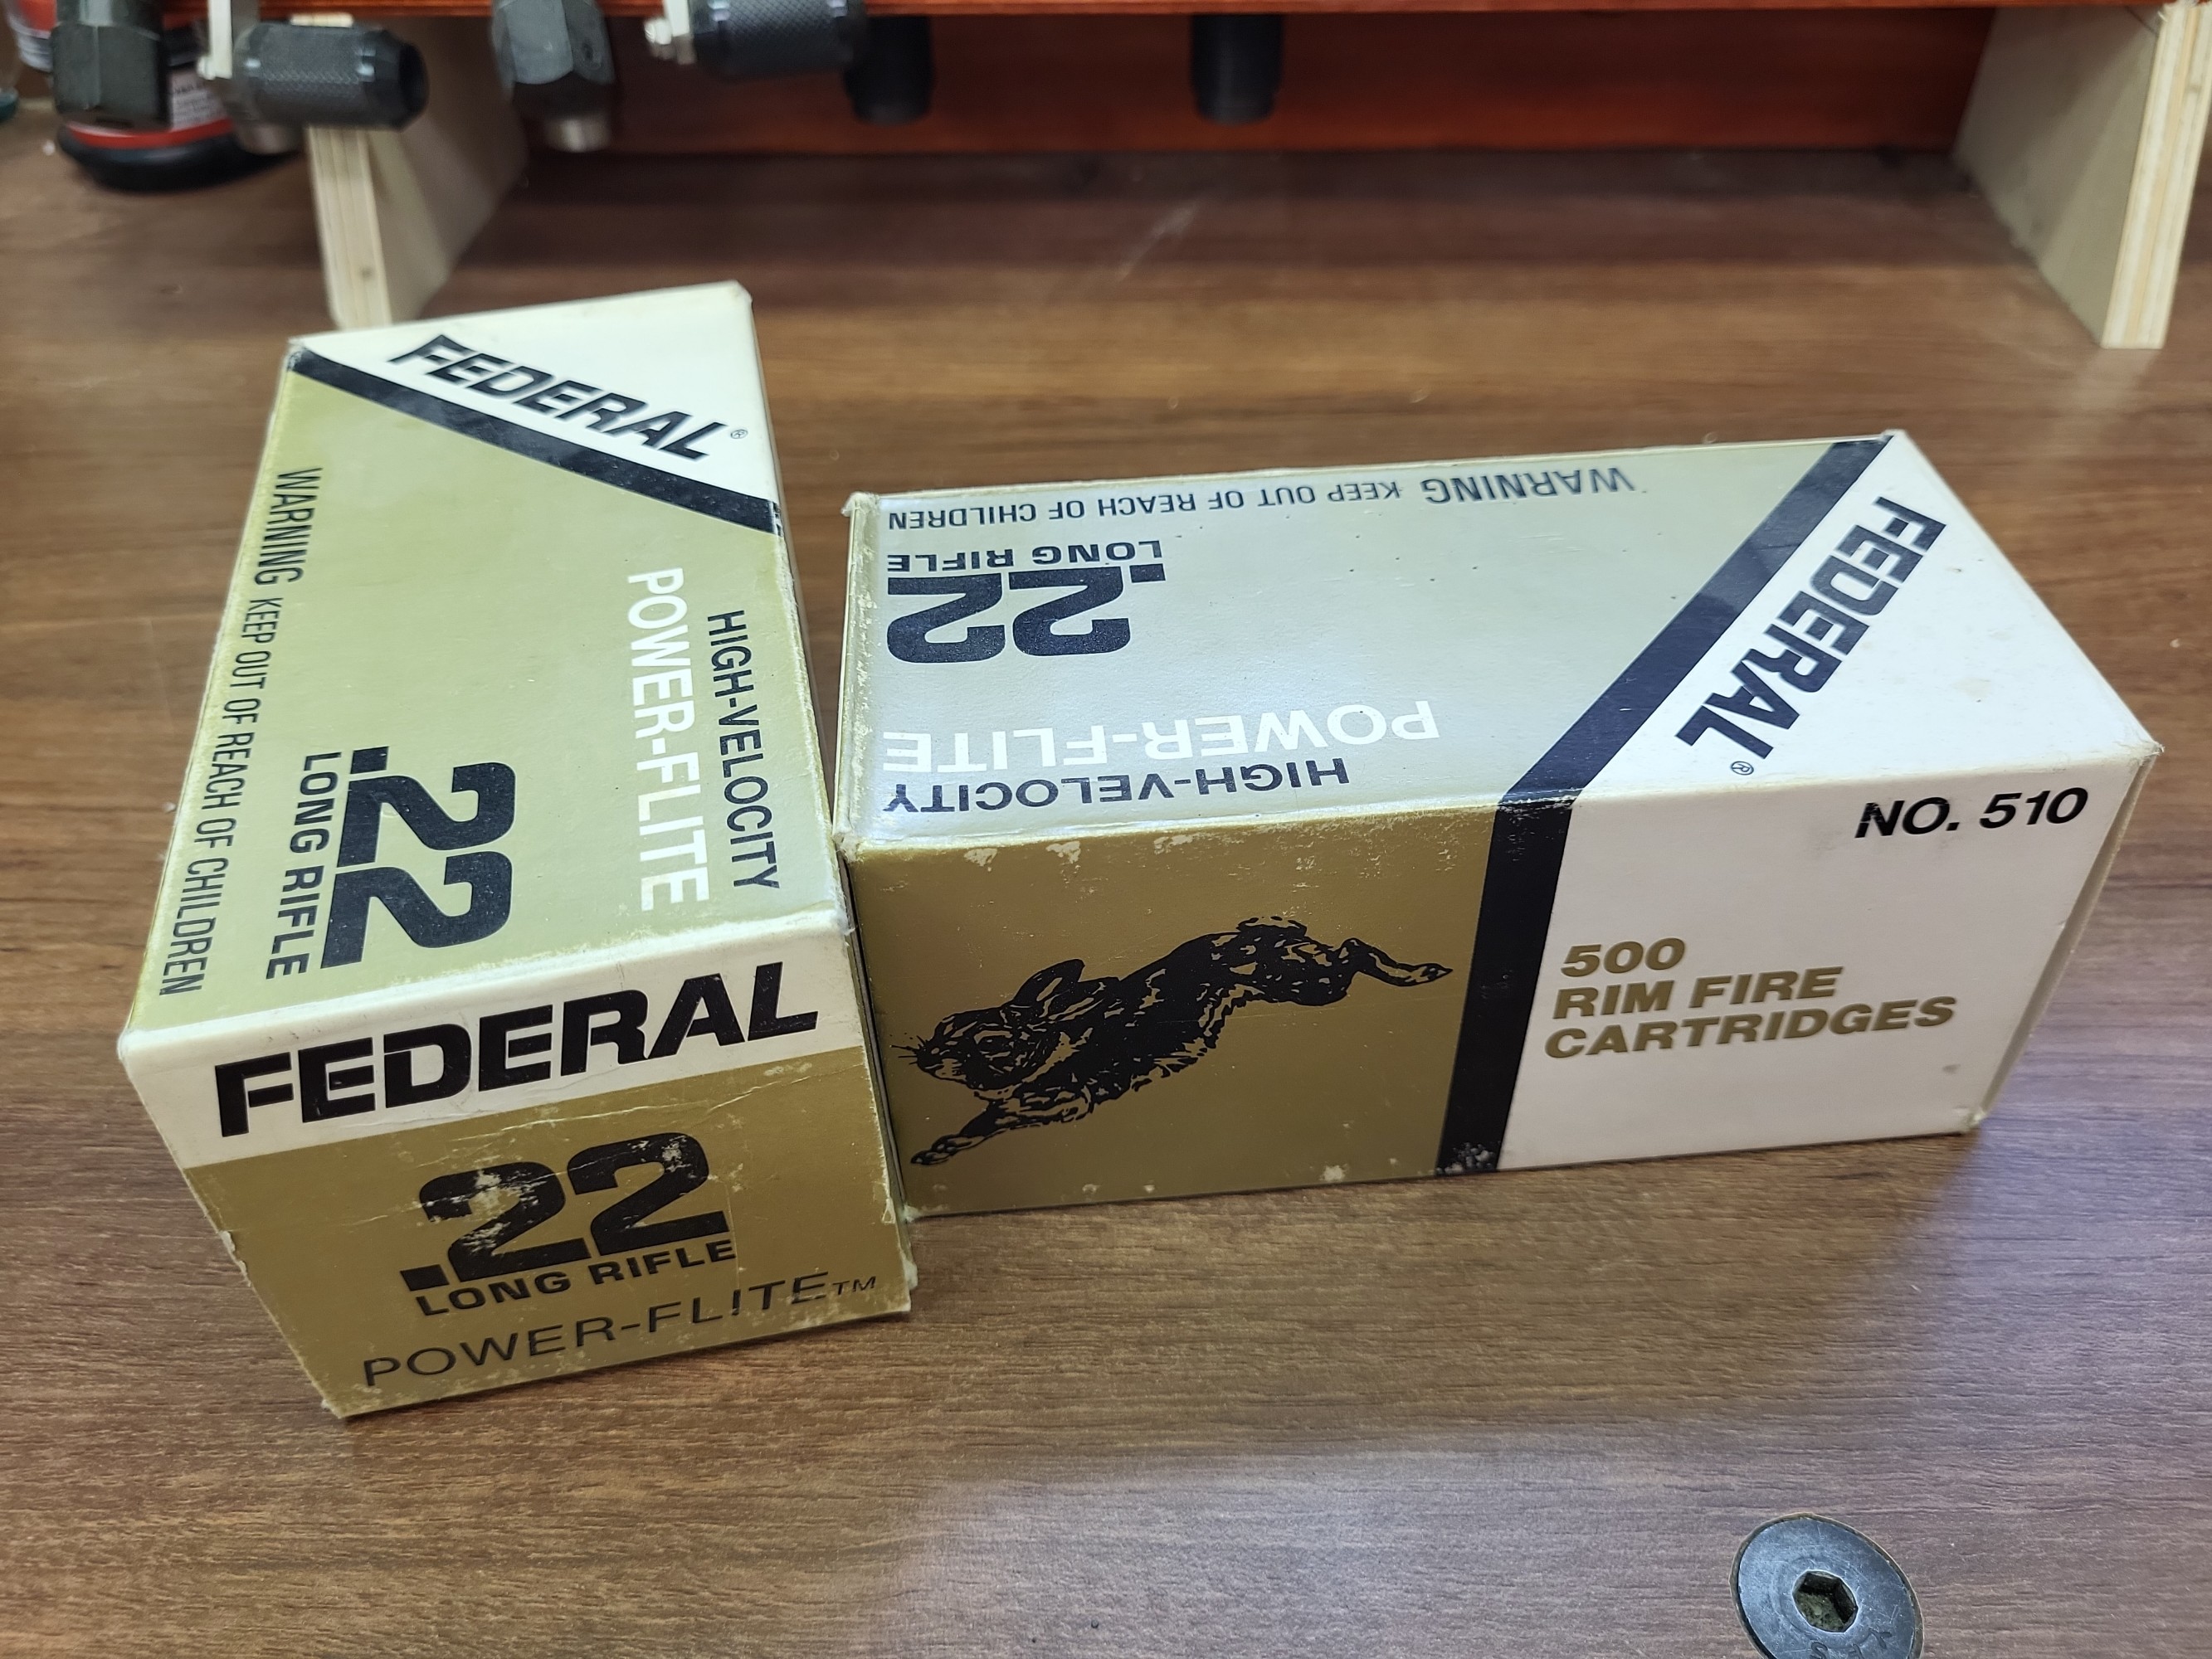 FEDERAL®
HIGH-VELOCITY
POWER-FLITE
.22
LONG RIFLE
WARNING KEEP OUT OF REACH OF CHILDREN
FEDERAL
.22
LONG RIFLE
POWER-FLITE™
FEDERAL®
HIGH-VELOCITY
POWER-FLITE
.22
LONG RIFLE
WARNING KEEP OUT OF REACH OF CHILDREN
NO. 510
500
RIM FIRE
CARTRIDGES